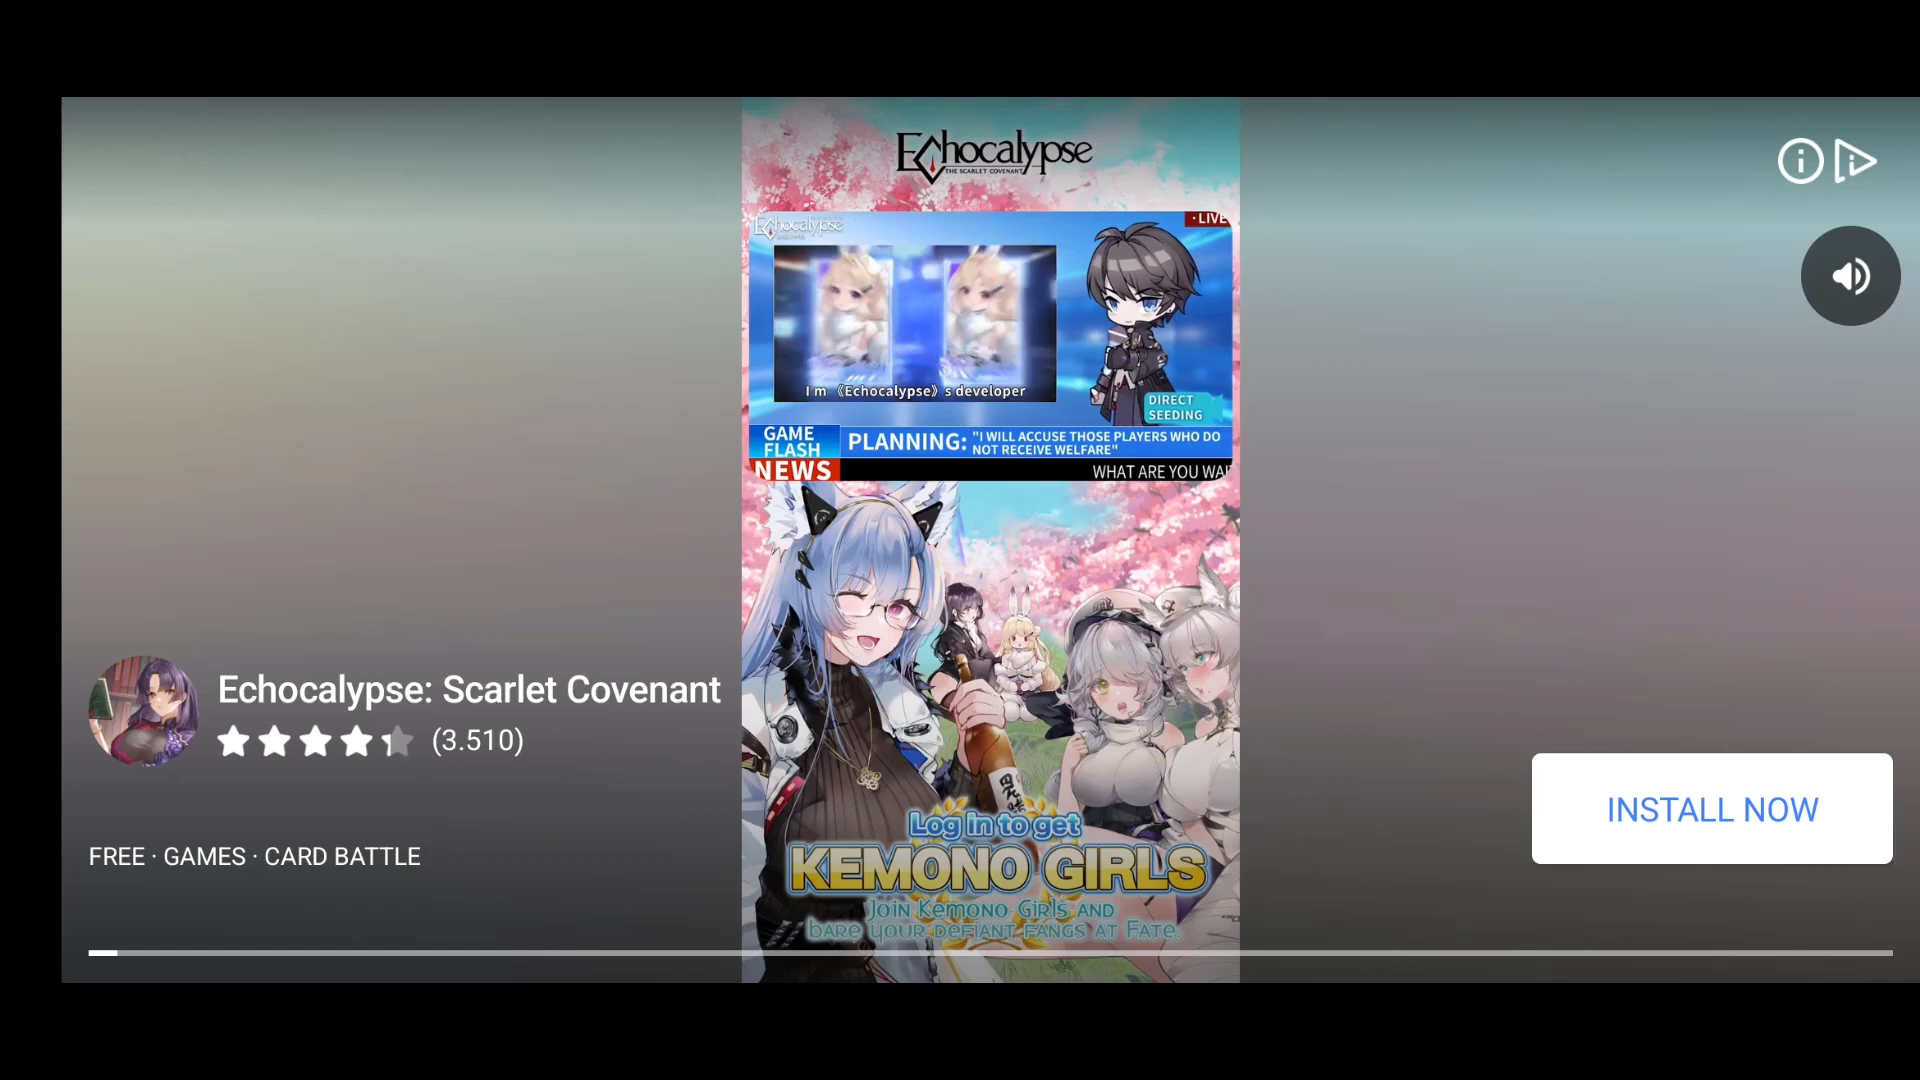 Echocalypse
THE SCARLET COVENANT
Echocalypse
· LIVE
I m 《Echocalypse》 s developer
DIRECT
SEEDING
GAME
FLASH
NEWS
PLANNING: "I WILL ACCUSE THOSE PLAYERS WHO DO
NOT RECEIVE WELFARE"
WHAT ARE YOU WAI
Echocalypse: Scarlet Covenant
(3.510)
FREE · GAMES · CARD BATTLE
Log in to get
KEMONO GIRLS
Join Kemono Girls and
bare your defiant fangs at Fate.
INSTALL NOW